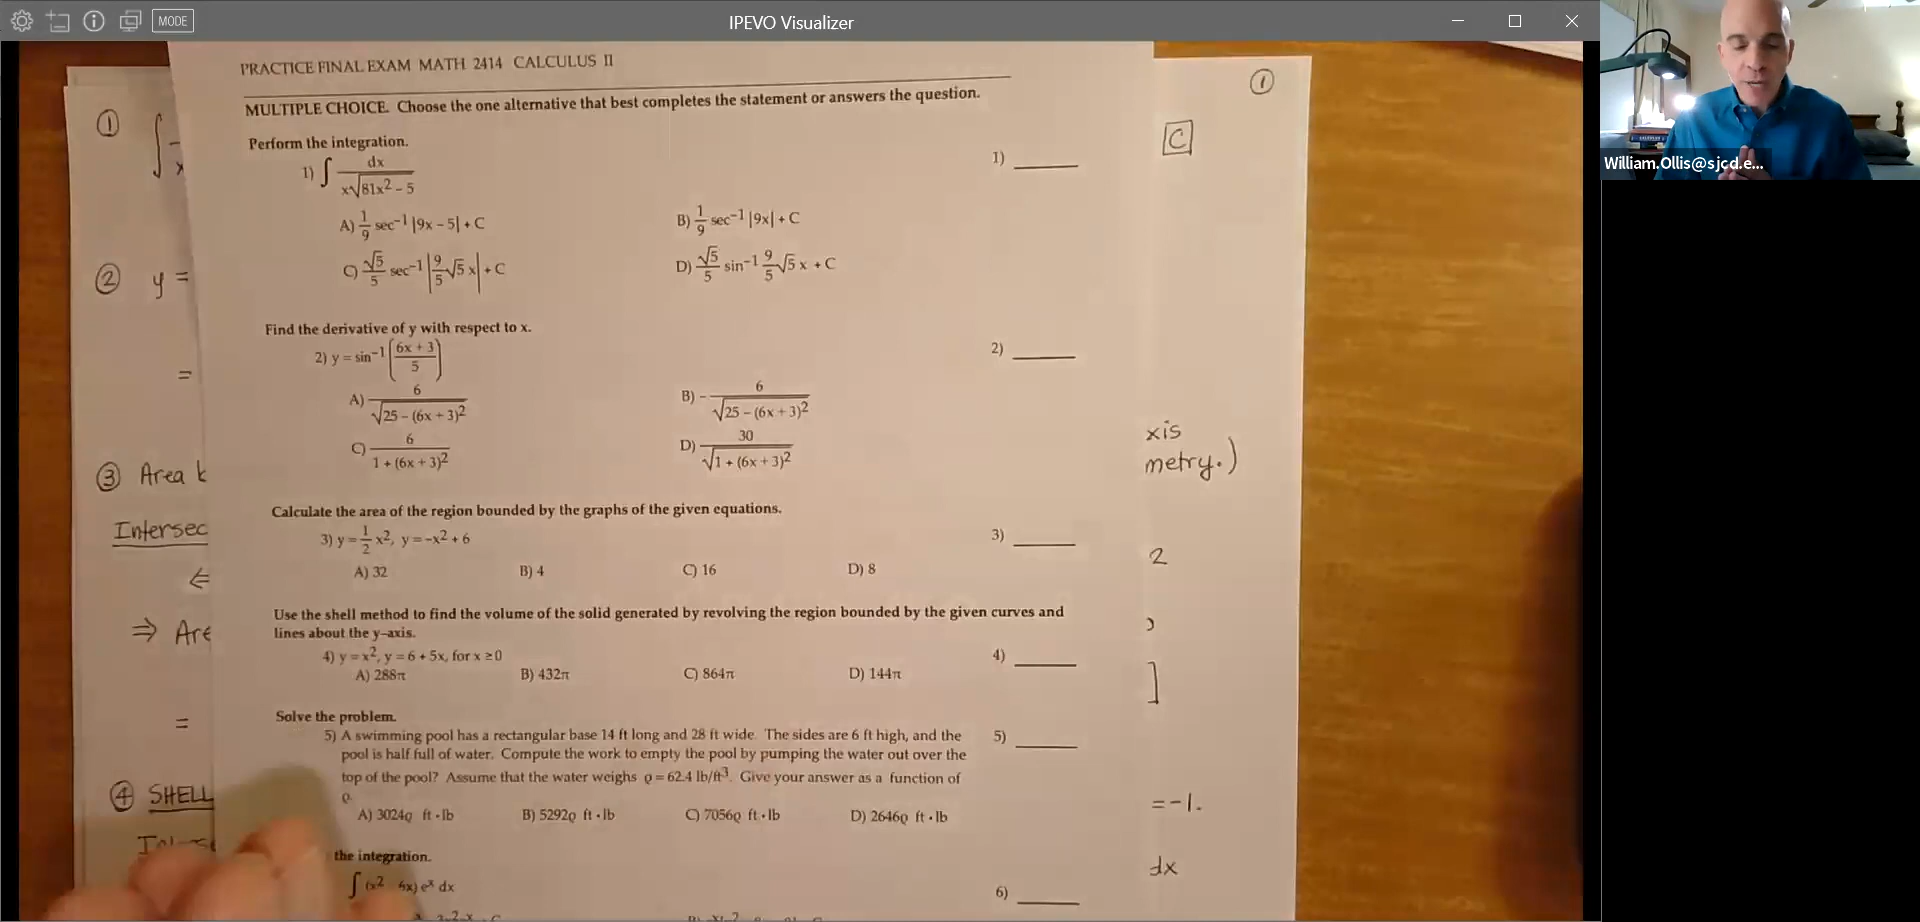 MODE
IPEVO Visualizer
William.Ollis@sjcd.e...
PRACTICE FINAL EXAM MATH 2414 CALCULUS II
MULTIPLE CHOICE. Choose the one alternative that best completes the statement or answers the question.
Perform the integration.
1) ∫ dx / x√81x² - 5
1) ______
A) 1/9 sec⁻¹ |9x - 5| + C
B) 1/9 sec⁻¹ |9x| + C
C) √5/5 sec⁻¹ |9/5 √5 x| + C
D) √5/5 sin⁻¹ 9/5 √5 x + C
Find the derivative of y with respect to x.
2) y = sin⁻¹ (6x + 3 / 5)
2) ______
A) 6 / √25 - (6x + 3)²
B) - 6 / √25 - (6x + 3)²
C) 6 / 1 + (6x + 3)²
D) 30 / √1 + (6x + 3)²
Calculate the area of the region bounded by the graphs of the given equations.
3) y = 1/2 x², y = -x² + 6
3) ______
A) 32 B) 4 C) 16 D) 8
Use the shell method to find the volume of the solid generated by revolving the region bounded by the given curves and
lines about the y-axis.
4) y = x², y = 6 + 5x, for x ≥ 0
4) ______
A) 288π B) 432π C) 864π D) 144π
Solve the problem.
5) A swimming pool has a rectangular base 14 ft long and 28 ft wide. The sides are 6 ft high, and the
5) ______
pool is half full of water. Compute the work to empty the pool by pumping the water out over the
top of the pool? Assume that the water weighs ϱ = 62.4 lb/ft³. Give your answer as a function of
ϱ.
A) 3024ϱ ft·lb B) 5292ϱ ft·lb C) 7056ϱ ft·lb D) 2646ϱ ft·lb
the integration.
6) ______
① ∫
② y =
=
③ Area
Intersec
⇐
⇒ Are
=
④ SHELL
①
C
xis
metry.)
2
,
]
= -1.
dx